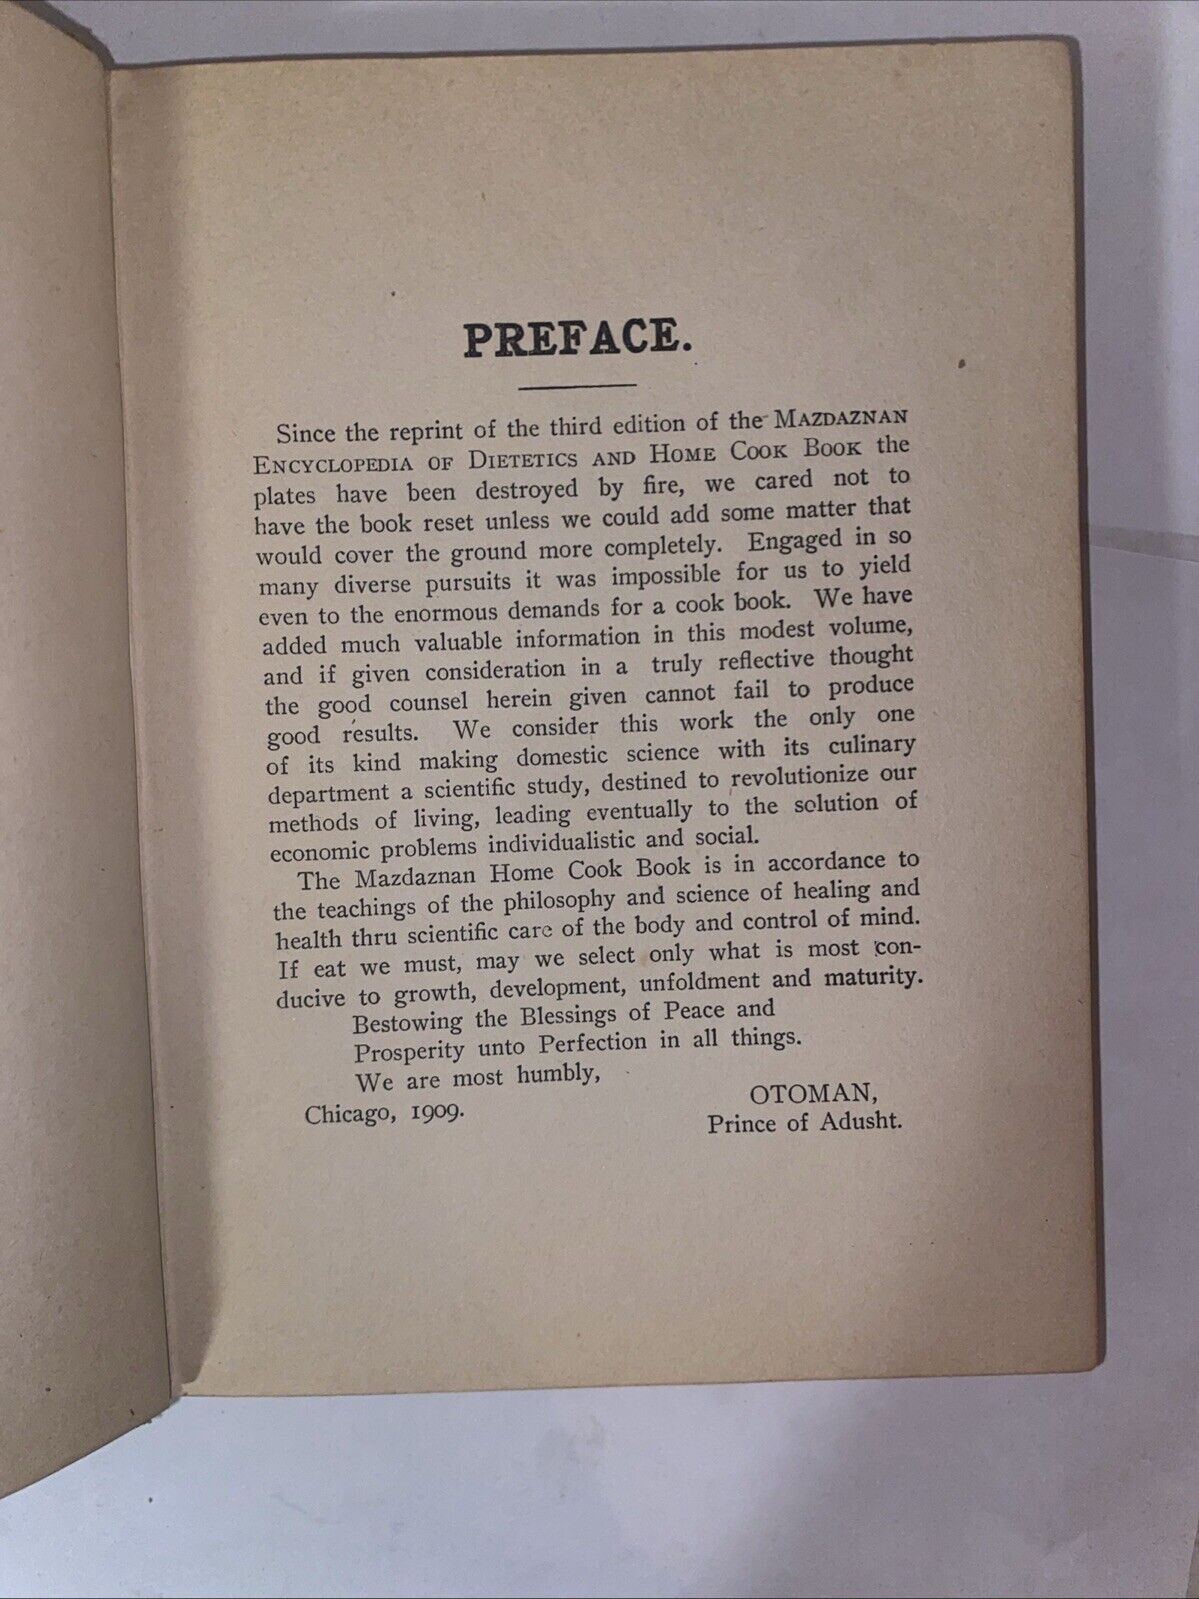 PREFACE.
Since the reprint of the third edition of the MAZDAZNAN
ENCYCLOPEDIA OF DIETETICS AND HOME COOK BOOK the
plates have been destroyed by fire, we cared not to
have the book reset unless we could add some matter that
would cover the ground more completely. Engaged in so
many diverse pursuits it was impossible for us to yield
even to the enormous demands for a cook book. We have
added much valuable information in this modest volume,
and if given consideration in a truly reflective thought
the good counsel herein given cannot fail to produce
good results. We consider this work the only one
of its kind making domestic science with its culinary
department a scientific study, destined to revolutionize our
methods of living, leading eventually to the solution of
economic problems individualistic and social.
The Mazdaznan Home Cook Book is in accordance to
the teachings of the philosophy and science of healing and
health thru scientific care of the body and control of mind.
If eat we must, may we select only what is most con-
ducive to growth, development, unfoldment and maturity.
Bestowing the Blessings of Peace and
Prosperity unto Perfection in all things.
We are most humbly,
OTOMAN,
Chicago, 1909.
Prince of Adusht.